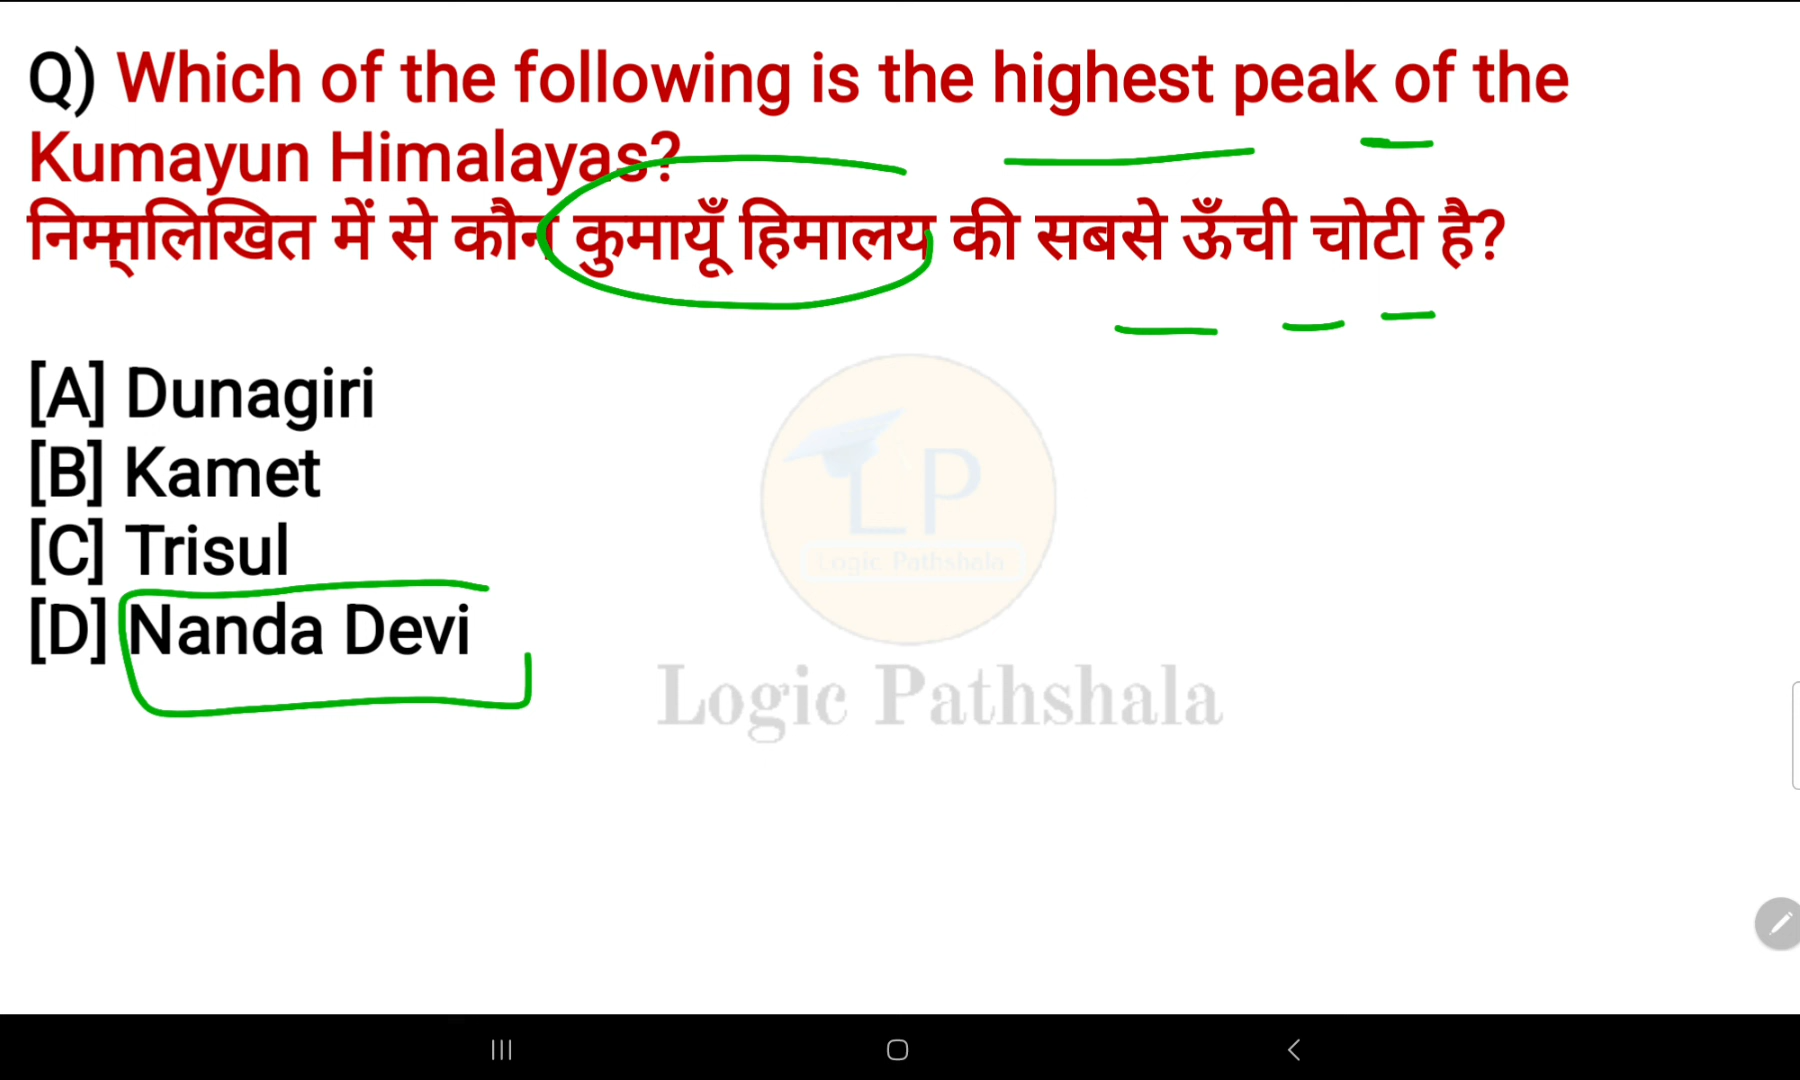 Q) Which of the following is the highest peak of the
Kumayun Himalayas?
निम्न्लिखित में से कौन कुमायूँ हिमालय की सबसे ऊँची चोटी है?
[A] Dunagiri
[B] Kamet
[C] Trisul
[D] Nanda Devi
LP
Logic Pathshala
Logic Pathshala